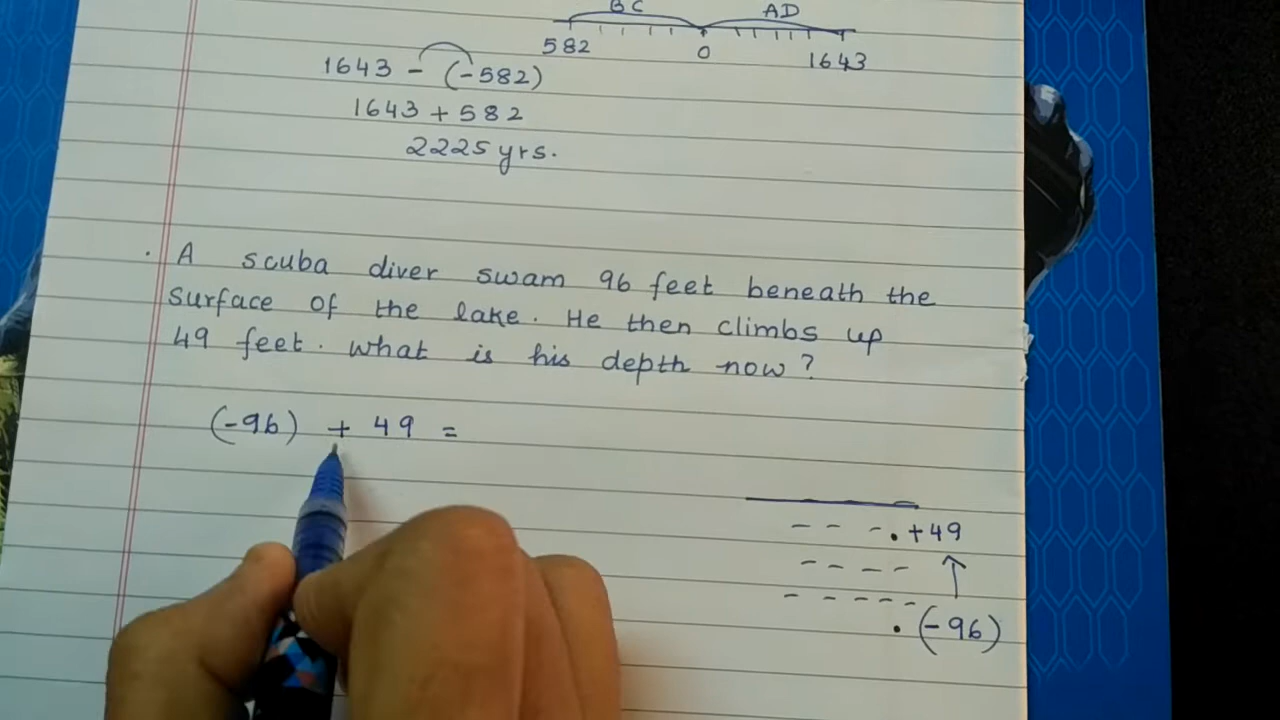 BC AD
582 0 1643
1643 - (-582)
1643 + 582
2225 yrs.
. A scuba diver swam 96 feet beneath the
surface of the lake. He then climbs up
49 feet. What is his depth now?
(-96) + 49 =
+49
(-96)